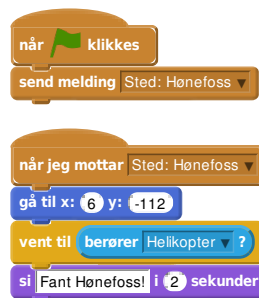 når klikkes
send melding Sted: Hønefoss
når jeg mottar Sted: Hønefoss
gå til x: 6 y: -112
vent til berører Helikopter ?
si Fant Hønefoss! i 2 sekunder